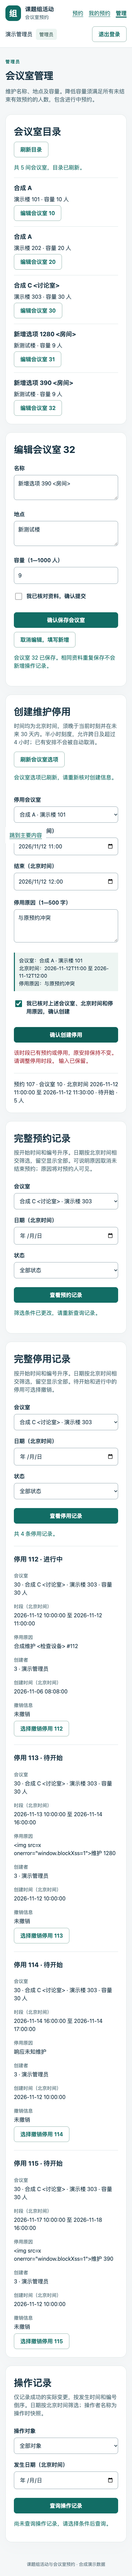 组
课题组活动
会议室预约
预约
我的预约
管理
演示管理员
管理员
退出登录
管理员
会议室管理
维护名称、地点及容量。降低容量须满足所有未结
束有效预约的人数，包含进行中预约。
会议室目录
刷新目录
共 5 间会议室，目录已刷新。
合成 A
演示楼 101 · 容量 10 人
编辑会议室 10
合成 A
演示楼 202 · 容量 20 人
编辑会议室 20
合成 C <讨论室>
演示楼 303 · 容量 30 人
编辑会议室 30
新增选项 1280 <房间>
新测试楼 · 容量 9 人
编辑会议室 31
新增选项 390 <房间>
新测试楼 · 容量 9 人
编辑会议室 32
编辑会议室 32
名称
新增选项 390 <房间>
地点
新测试楼
容量（1—1000 人）
9
我已核对资料，确认提交
确认保存会议室
取消编辑，填写新增
会议室 32 已保存。相同资料重复保存不会
新增操作记录。
创建维护停用
时间均为北京时间，须晚于当前时刻并在未
来 30 天内。半小时刻度，允许跨日及超过
4 小时；已有安排不会被自动取消。
刷新会议室选项
会议室选项已刷新，请重新核对创建信息。
停用会议室
合成 A · 演示楼 101
跳到主要内容
间）
2026/11/12 11:00
结束（北京时间）
2026/11/12 12:00
停用原因（1—500 字）
与原预约冲突
会议室：合成 A · 演示楼 101
北京时间：2026-11-12T11:00 至 2026-
11-12T12:00
停用原因：与原预约冲突
我已核对上述会议室、北京时间和停
用原因，确认创建
确认创建停用
该时段已有预约或停用，原安排保持不变。
请调整停用时段。 输入已保留。
预约 107 · 会议室 10 · 北京时间 2026-11-12
11:00:00 至 2026-11-12 11:30:00 · 待开始 ·
5 人
完整预约记录
按开始时间和编号升序。日期按北京时间相
交筛选，留空显示全部，可说明原因取消未
结束预约；原因将对预约人可见。
会议室
合成 C <讨论室> · 演示楼 303
日期（北京时间）
年 /月/日
状态
全部状态
查看预约记录
筛选条件已更改，请重新查询记录。
完整停用记录
按开始时间和编号升序。日期按北京时间相交
筛选，留空显示全部。待开始和进行中的停
用可选择撤销。
会议室
合成 C <讨论室> · 演示楼 303
日期（北京时间）
年 /月/日
状态
全部状态
查看停用记录
共 4 条停用记录。
停用 112 · 进行中
会议室
30 · 合成 C <讨论室> · 演示楼 303 · 容量
30 人
时段（北京时间）
2026-11-12 10:00:00 至 2026-11-12
11:00:00
停用原因
合成维护 <检查设备> #112
创建者
3 · 演示管理员
创建时间（北京时间）
2026-11-06 08:08:00
撤销信息
未撤销
选择撤销停用 112
停用 113 · 待开始
会议室
30 · 合成 C <讨论室> · 演示楼 303 · 容量
30 人
时段（北京时间）
2026-11-13 10:00:00 至 2026-11-14
16:00:00
停用原因
<img src=x
onerror="window.blockXss=1">维护 1280
创建者
3 · 演示管理员
创建时间（北京时间）
2026-11-12 10:00:00
撤销信息
未撤销
选择撤销停用 113
停用 114 · 待开始
会议室
30 · 合成 C <讨论室> · 演示楼 303 · 容量
30 人
时段（北京时间）
2026-11-14 16:00:00 至 2026-11-14
17:00:00
停用原因
响应未知维护
创建者
3 · 演示管理员
创建时间（北京时间）
2026-11-12 10:00:00
撤销信息
未撤销
选择撤销停用 114
停用 115 · 待开始
会议室
30 · 合成 C <讨论室> · 演示楼 303 · 容量
30 人
时段（北京时间）
2026-11-17 10:00:00 至 2026-11-18
16:00:00
停用原因
<img src=x
onerror="window.blockXss=1">维护 390
创建者
3 · 演示管理员
创建时间（北京时间）
2026-11-12 10:00:00
撤销信息
未撤销
选择撤销停用 115
操作记录
仅记录成功的实际变更，按发生时间和编号
倒序。日期按北京时间筛选；操作者名称为
操作时快照。
操作对象
全部对象
发生日期（北京时间）
年 /月/日
查询操作记录
尚未查询操作记录，请选择条件后查询。
课题组活动与会议室预约 · 合成演示数据